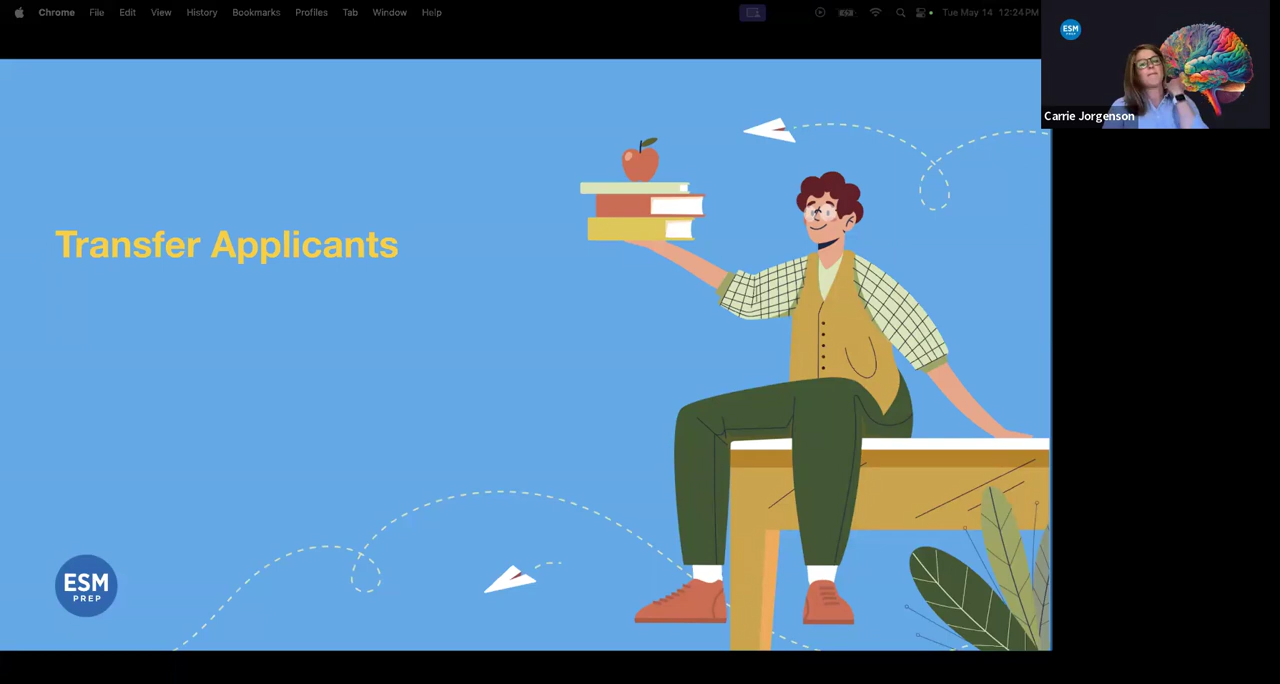 Chrome File Edit View History Bookmarks Profiles Tab Window Help
Tue May 14 12:24 PM
ESM
PREP
Carrie Jorgenson
Transfer Applicants
ESM
PREP